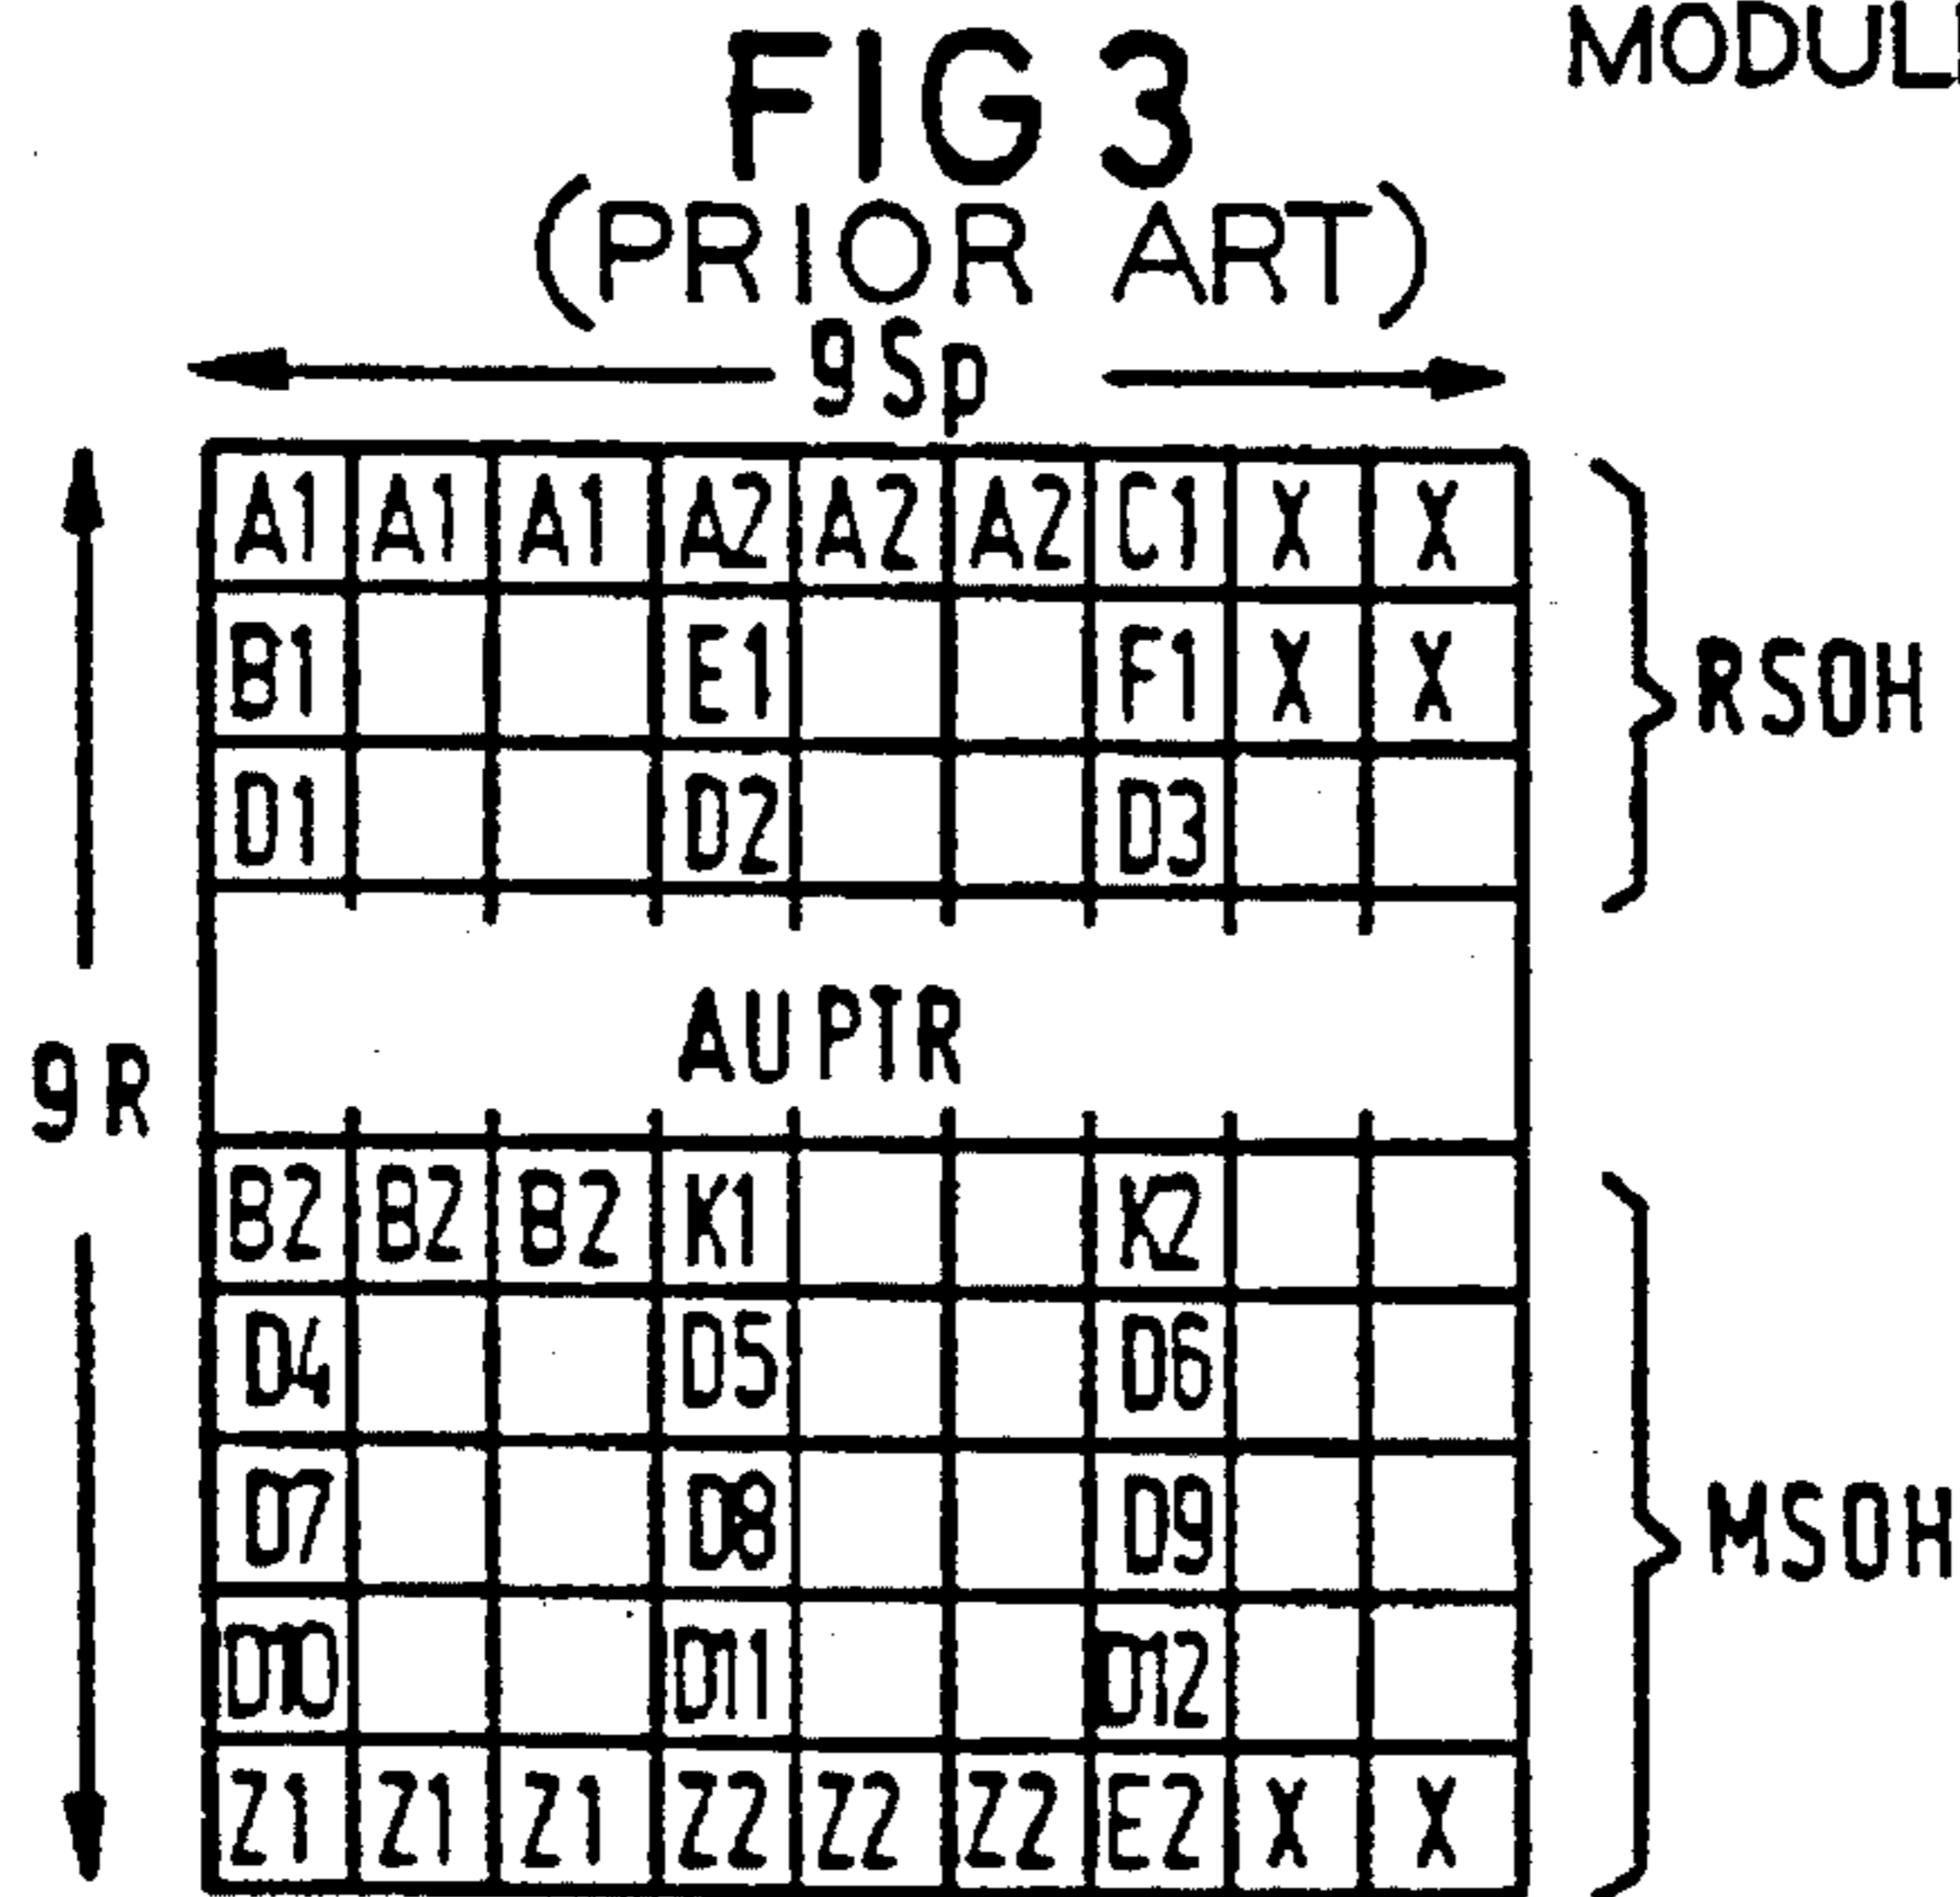 FIG 3
(PRIOR ART)
9Sp
A1 A1 A1 A2 A2 A2 C1 X X
B1 E1 F1 X X
RSOH
D1 D2 D3
AU PTR
9R
B2 B2 B2 K1 K2
D4 D5 D6
D7 D8 D9
MSOH
D10 D11 D12
Z1 Z1 Z1 Z2 Z2 Z2 E2 X X